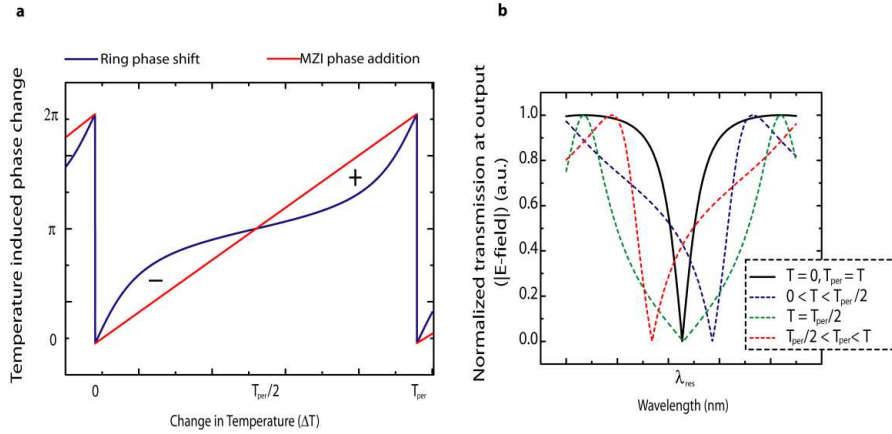 a
Ring phase shift
MZI phase addition
Temperature induced phase change
2π
π
0
+
−
0
T_per/2
T_per
Change in Temperature (ΔT)
b
Normalized transmission at output
(|E-field|) (a.u.)
1.0
0.8
0.6
0.4
0.2
0.0
T = 0, T_per = T
0 < T < T_per /2
T = T_per/2
T_per/2 < T_per < T
λ_res
Wavelength (nm)